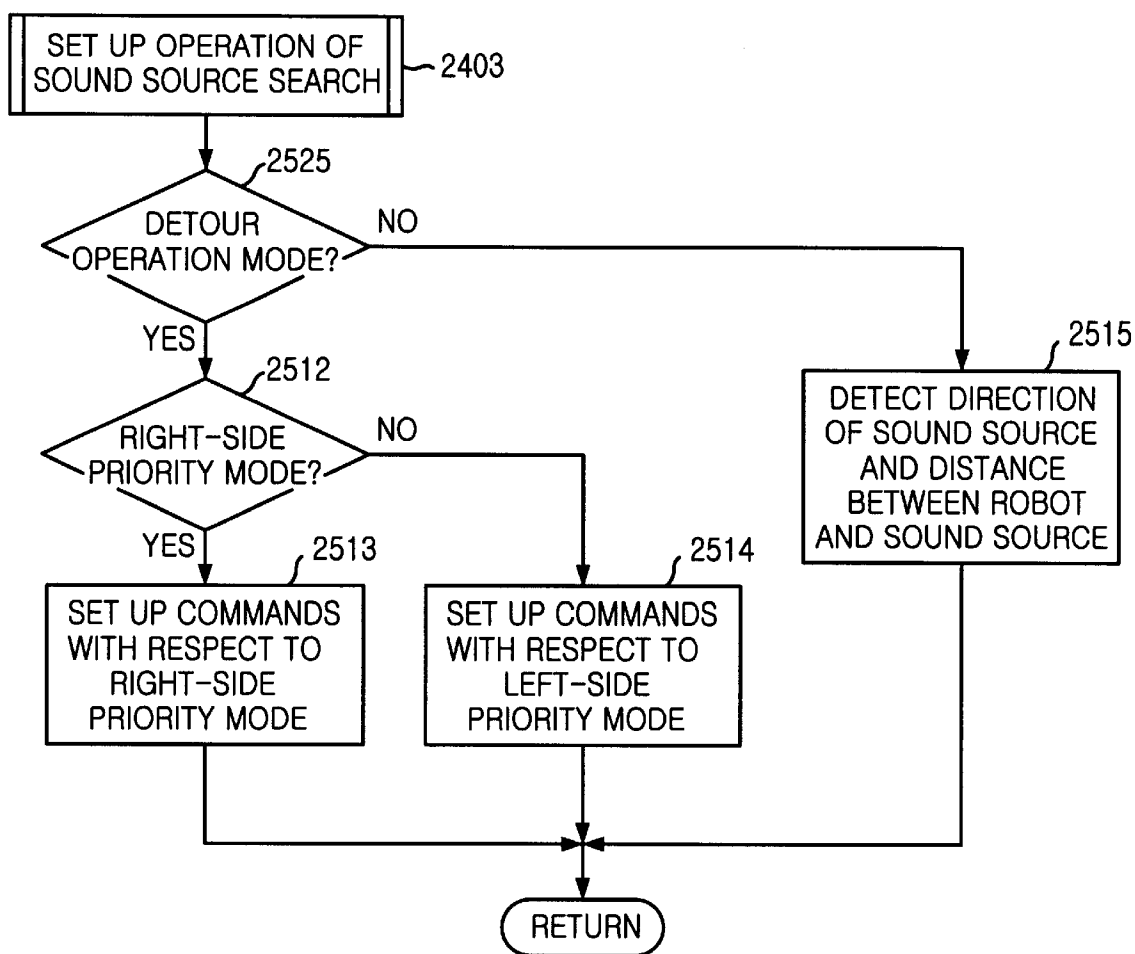 SET UP OPERATION OF
SOUND SOURCE SEARCH
2403
2525
DETOUR
OPERATION MODE?
NO
YES
2512
RIGHT-SIDE
PRIORITY MODE?
NO
YES
2515
DETECT DIRECTION
OF SOUND SOURCE
AND DISTANCE
BETWEEN ROBOT
AND SOUND SOURCE
2513
SET UP COMMANDS
WITH RESPECT TO
RIGHT-SIDE
PRIORITY MODE
2514
SET UP COMMANDS
WITH RESPECT TO
LEFT-SIDE
PRIORITY MODE
RETURN